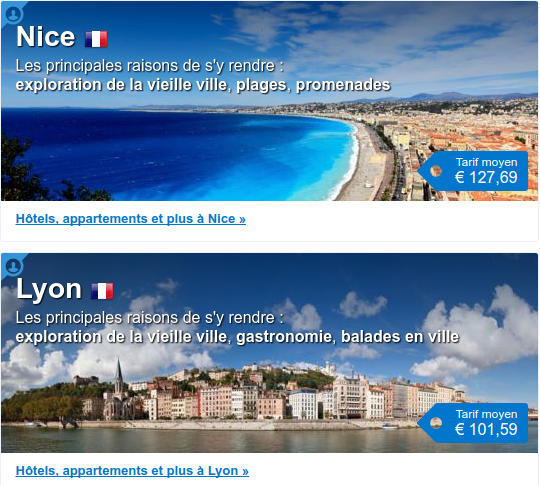 Nice
Les principales raisons de s'y rendre :
exploration de la vieille ville, plages, promenades
Tarif moyen
€ 127,69
Hôtels, appartements et plus à Nice »
Lyon
Les principales raisons de s'y rendre :
exploration de la vieille ville, gastronomie, balades en ville
Tarif moyen
€ 101,59
Hôtels, appartements et plus à Lyon »